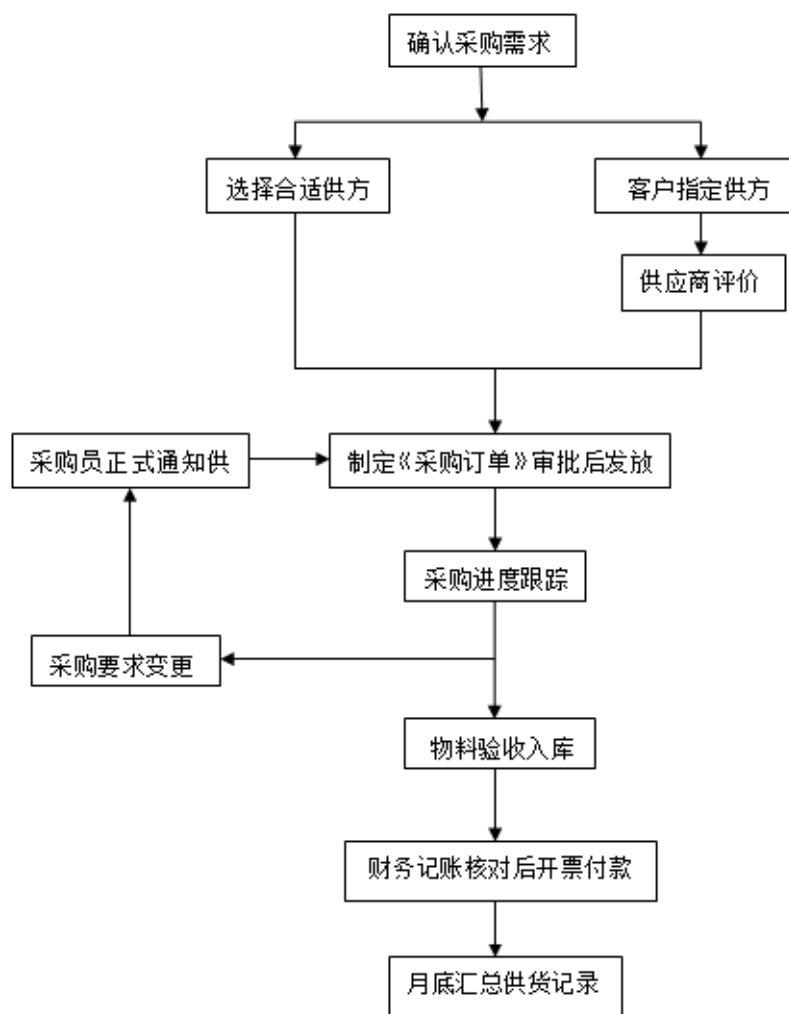 确认采购需求
选择合适供方
客户指定供方
供应商评价
采购员正式通知供
制定《采购订单》审批后发放
采购进度跟踪
采购要求变更
物料验收入库
财务记账核对后开票付款
月底汇总供货记录